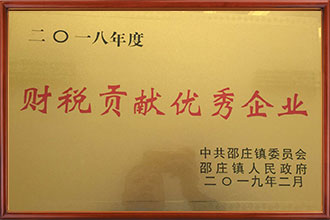 二〇一八年度
财税贡献优秀企业
中共邵庄镇委员会
邵庄镇人民政府
二〇一九年二月